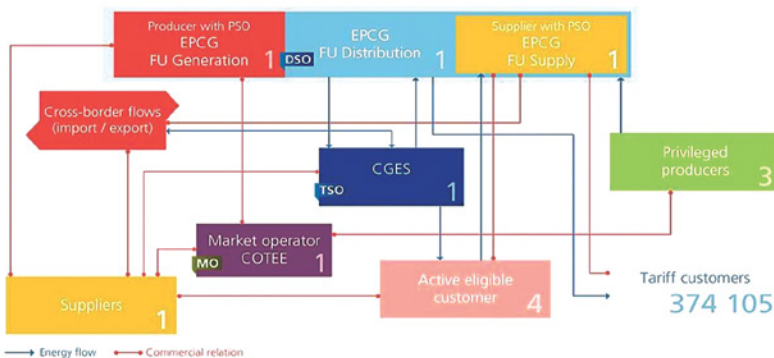 Producer with PSO
EPCG
FU Generation
1
DSO
EPCG
FU Distribution
1
Supplier with PSO
EPCG
FU Supply
1
Cross-border flows
(import / export)
CGES
TSO
1
Privileged
producers
3
Market operator
COTEE
MO
1
Suppliers
1
Active eligible
customer
4
Tariff customers
374 105
Energy flow
Commercial relation